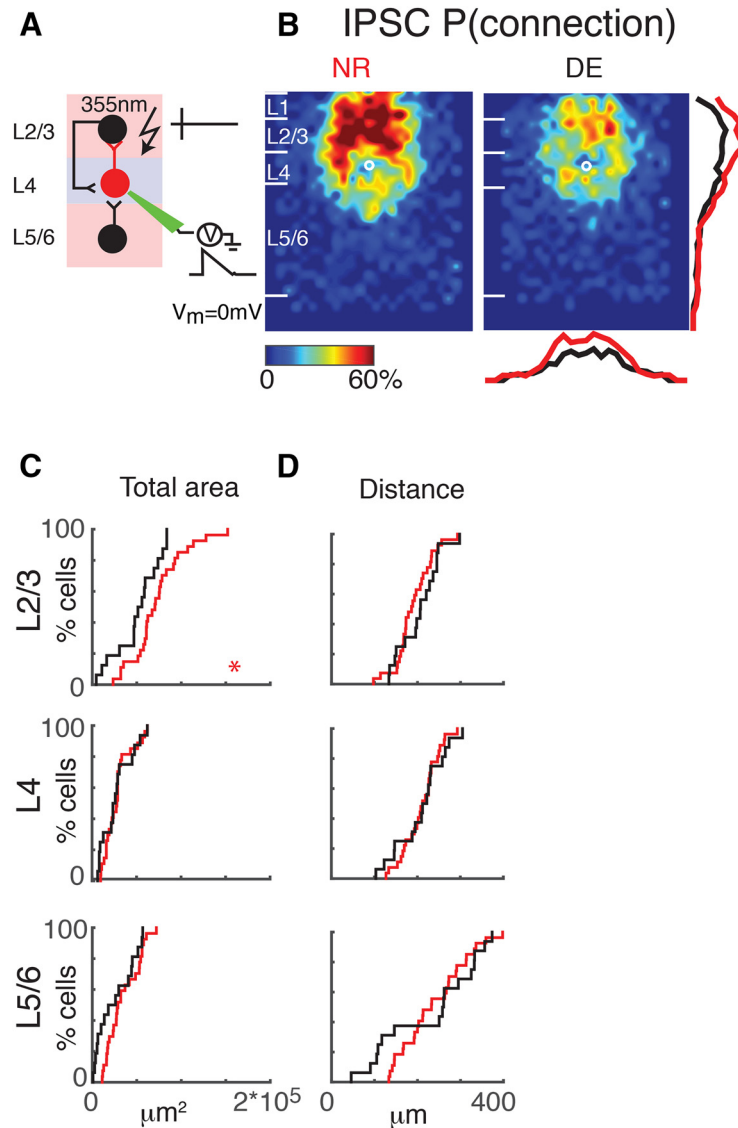 A
B
IPSC P(connection)
NR
DE
355nm
L2/3
L4
L5/6
V
Vm=0mV
L1
L2/3
L4
L5/6
0
60%
C
D
Total area
Distance
L2/3
% cells
100
0
L4
% cells
100
0
L5/6
% cells
100
*
0
2*10⁵
μm²
0
400
μm